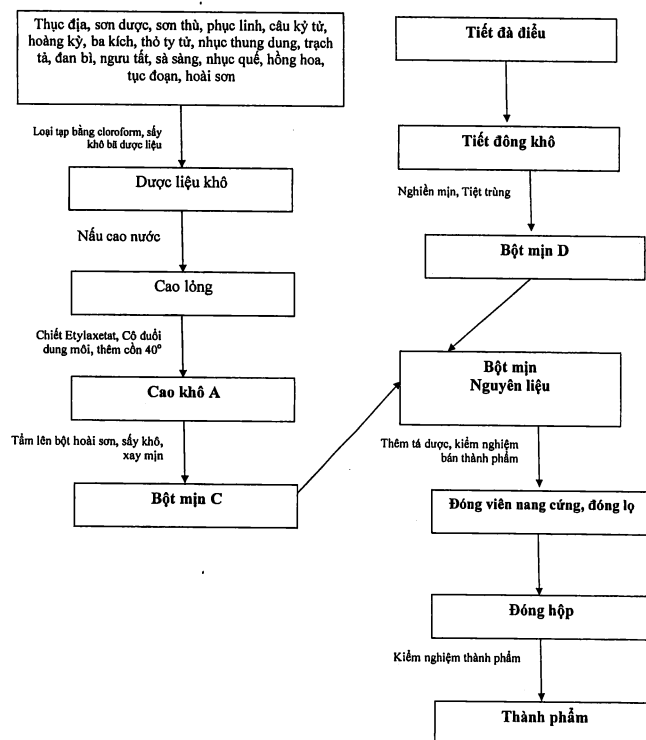 Thục địa, sơn dược, sơn thù, phục linh, câu kỷ tử,
hoàng kỳ, ba kích, thỏ ty tử, nhục thung dung, trạch
tả, đan bì, ngưu tất, sà sàng, nhục quế, hồng hoa,
tục đoạn, hoài sơn
Loại tạp bằng cloroform, sấy
khô bã dược liệu
Dược liệu khô
Nấu cao nước
Cao lỏng
Chiết Etylaxetat, Cô đuổi
dung môi, thêm cồn 40°
Cao khô A
Tẩm lên bột hoài sơn, sấy khô,
xay mịn
Bột mịn C
Tiết đà điểu
Tiết đông khô
Nghiền mịn, Tiệt trùng
Bột mịn D
Bột mịn
Nguyên liệu
Thêm tá dược, kiểm nghiệm
bán thành phẩm
Đóng viên nang cứng, đóng lọ
Đóng hộp
Kiểm nghiệm thành phẩm
Thành phẩm